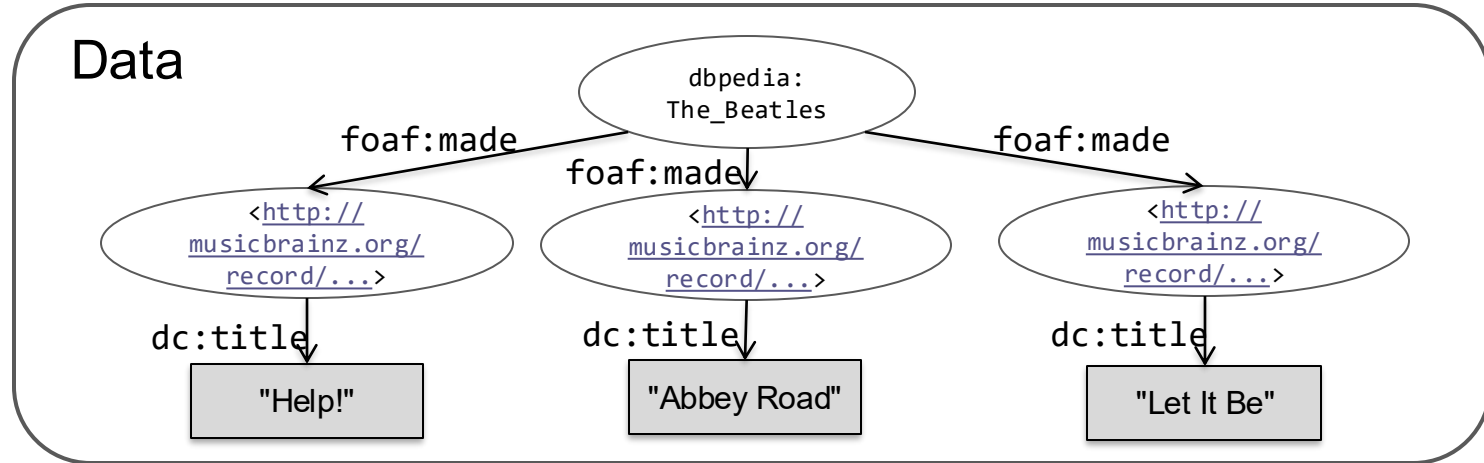 Data
dbpedia:
The_Beatles
foaf:made
foaf:made
foaf:made
<http://
musicbrainz.org/
record/...>
<http://
musicbrainz.org/
record/...>
<http://
musicbrainz.org/
record/...>
dc:title
dc:title
dc:title
"Help!"
"Abbey Road"
"Let It Be"